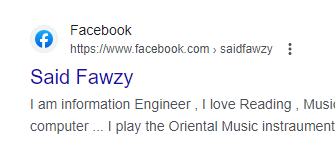 Facebook
https://www.facebook.com › saidfawzy
Said Fawzy
I am information Engineer , I love Reading , Music
computer ... I play the Oriental Music instraument